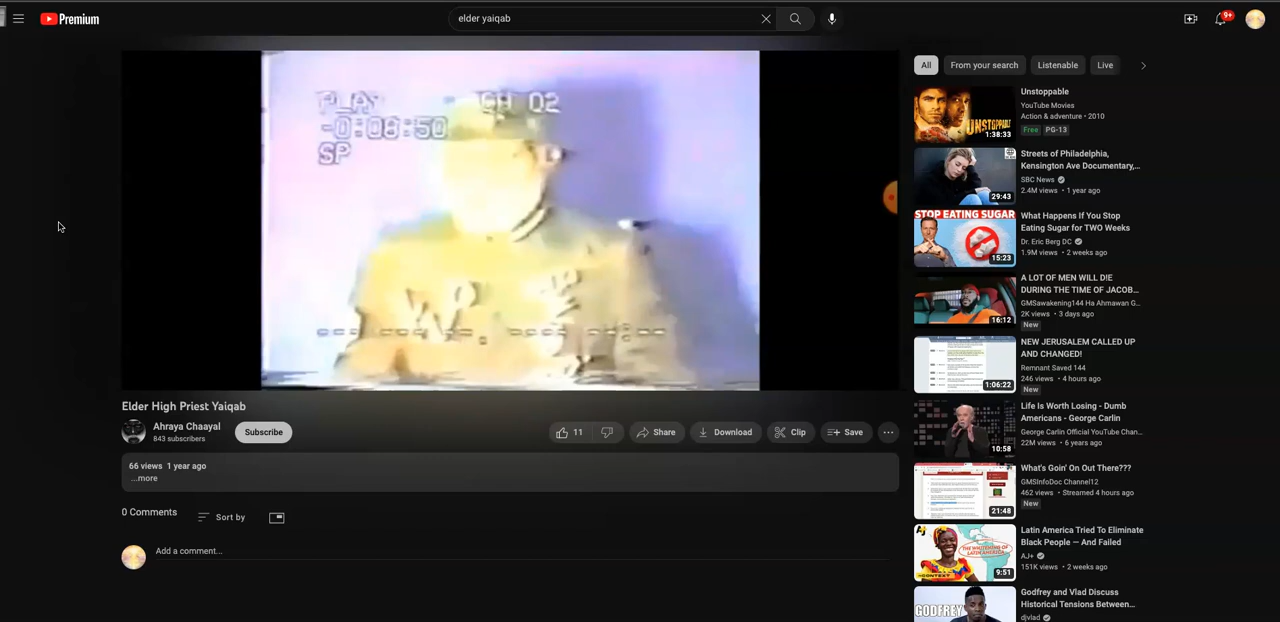 Premium
elder yaiqab
9+
PLAY CH 02
-0:08:50
SP
Elder High Priest Yaiqab
Ahraya Chaayal
843 subscribers
Subscribe
11
Share
Download
Clip
Save
66 views 1 year ago
...more
0 Comments
Sort by
Add a comment...
All
From your search
Listenable
Live
UNSTOPPABLE
1:38:33
Unstoppable
YouTube Movies
Action & adventure • 2010
Free PG-13
29:43
Streets of Philadelphia,
Kensington Ave Documentary,...
SBC News
2.4M views • 1 year ago
STOP EATING SUGAR
15:23
What Happens If You Stop
Eating Sugar for TWO Weeks
Dr. Eric Berg DC
1.9M views • 2 weeks ago
16:12
A LOT OF MEN WILL D!E
DURING THE TIME OF JACOB...
GMSawakening144 Ha Ahmawan G...
2K views • 3 days ago
New
1:06:22
NEW JERUSALEM CALLED UP
AND CHANGED!
Remnant Saved 144
246 views • 4 hours ago
New
10:58
Life Is Worth Losing - Dumb
Americans - George Carlin
George Carlin Official YouTube Chan...
22M views • 6 years ago
21:48
What's Goin' On Out There???
GMSInfoDoc Channel12
462 views • Streamed 4 hours ago
New
AJ+
THE WHITENING OF
LATIN AMERICA
CONTEXT
9:51
Latin America Tried To Eliminate
Black People — And Failed
AJ+
151K views • 2 weeks ago
GODFREY
Godfrey and Vlad Discuss
Historical Tensions Between...
djvlad